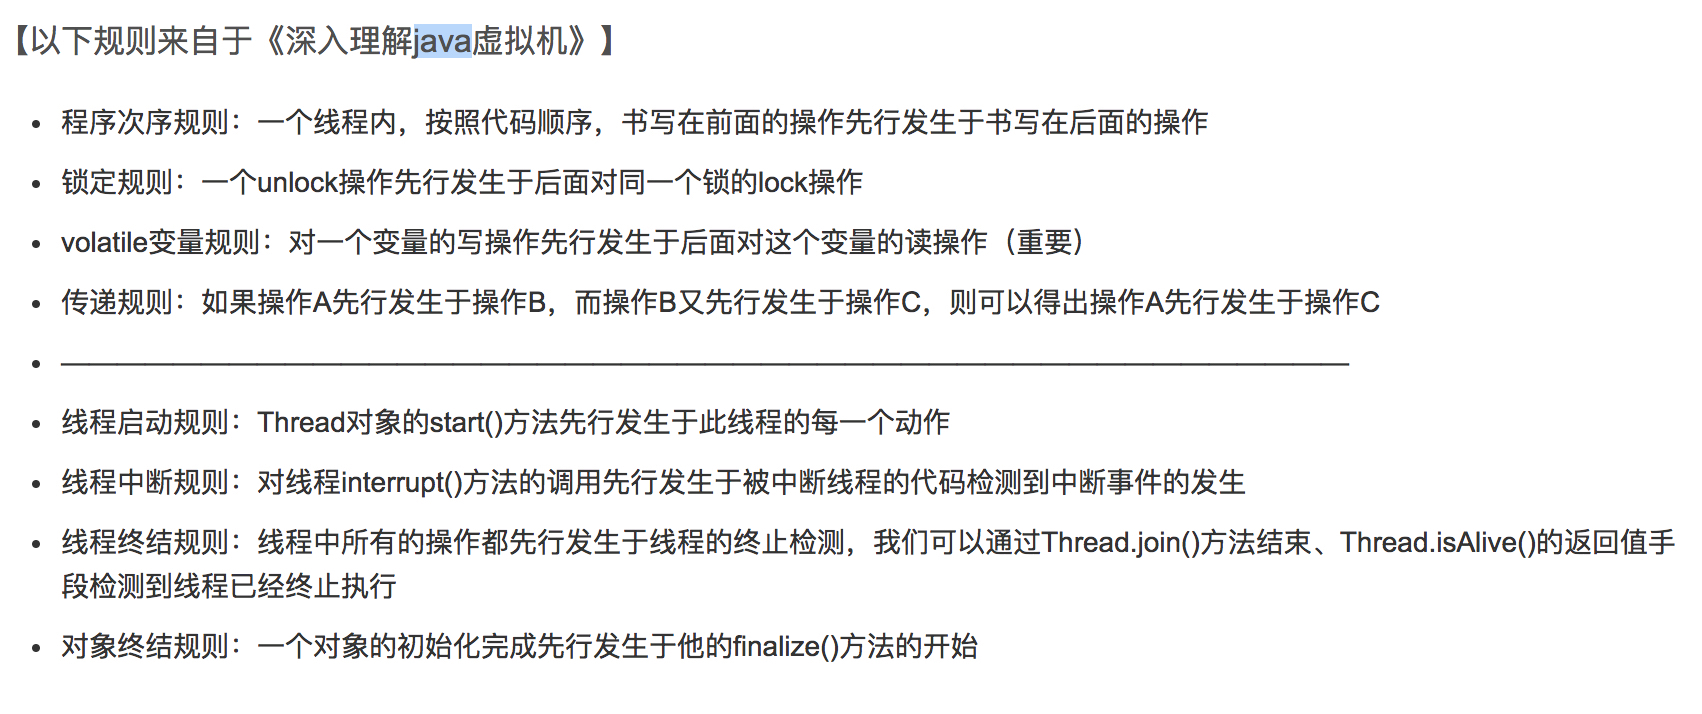 【以下规则来自于《深入理解java虚拟机》】
• 程序次序规则：一个线程内，按照代码顺序，书写在前面的操作先行发生于书写在后面的操作
• 锁定规则：一个unlock操作先行发生于后面对同一个锁的lock操作
• volatile变量规则：对一个变量的写操作先行发生于后面对这个变量的读操作（重要）
• 传递规则：如果操作A先行发生于操作B，而操作B又先行发生于操作C，则可以得出操作A先行发生于操作C
• ——————————————————————————————————————————————
• 线程启动规则：Thread对象的start()方法先行发生于此线程的每一个动作
• 线程中断规则：对线程interrupt()方法的调用先行发生于被中断线程的代码检测到中断事件的发生
• 线程终结规则：线程中所有的操作都先行发生于线程的终止检测，我们可以通过Thread.join()方法结束、Thread.isAlive()的返回值手
段检测到线程已经终止执行
• 对象终结规则：一个对象的初始化完成先行发生于他的finalize()方法的开始